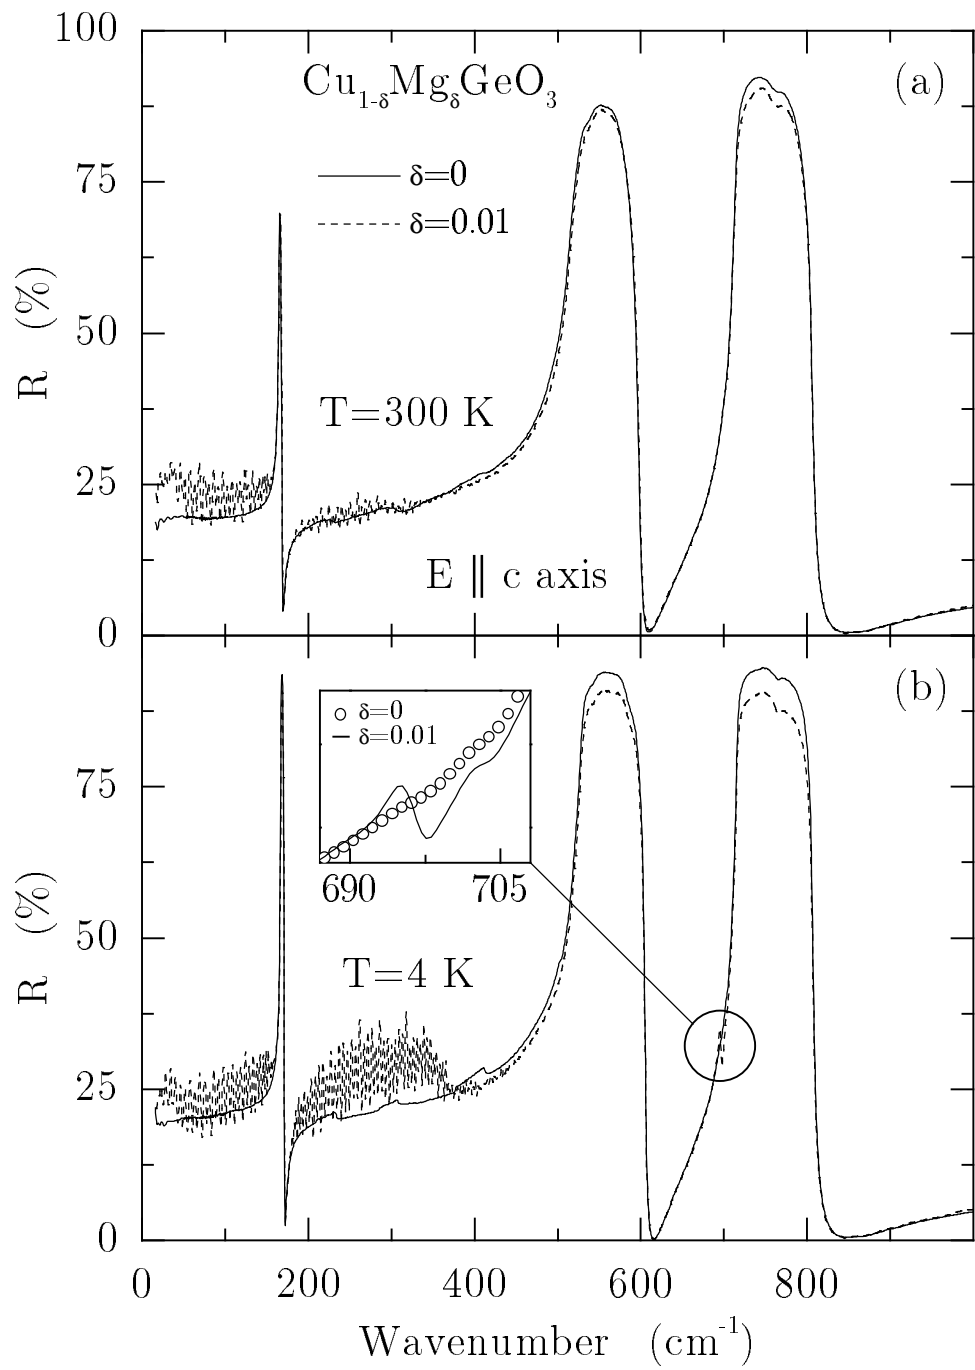 100
Cu1-δMgδGeO3
(a)
75
δ=0
δ=0.01
R (%)
50
T=300 K
25
E ∥ c axis
0
(b)
δ=0
δ=0.01
75
690 705
R (%)
50
T=4 K
25
0
0 200 400 600 800
Wavenumber (cm-1)